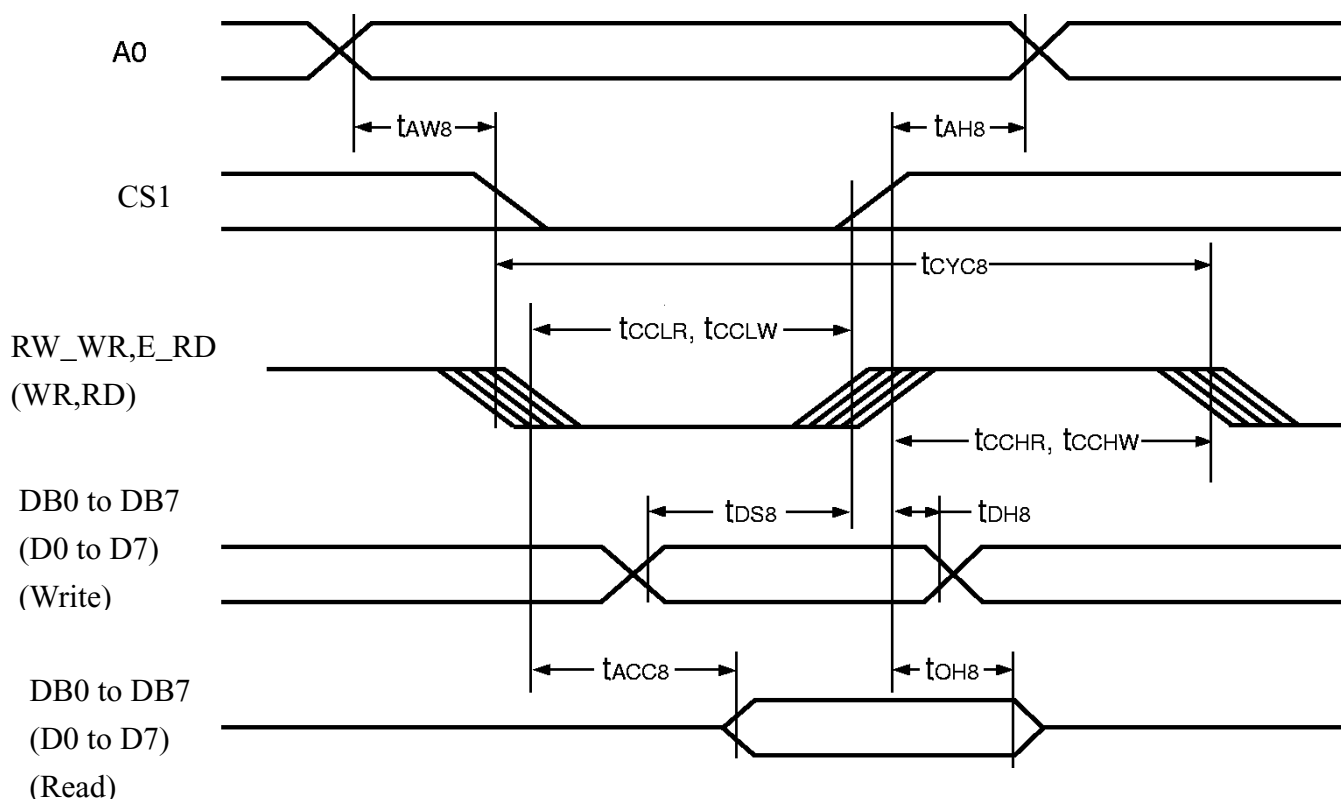 A0
tAW8
tAH8
CS1
tCYC8
tCCLR, tCCLW
RW_WR,E_RD
(WR,RD)
tCCHR, tCCHW
DB0 to DB7
(D0 to D7)
(Write)
tDS8
tDH8
tACC8
tOH8
DB0 to DB7
(D0 to D7)
(Read)